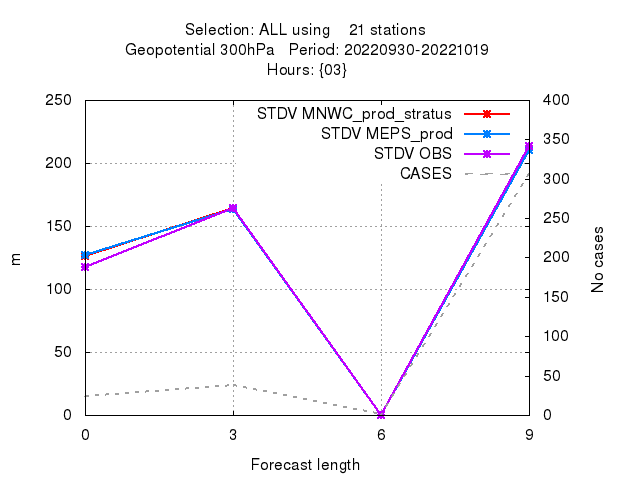 Selection: ALL using 21 stations
Geopotential 300hPa Period: 20220930-20221019
Hours: {03}
250
200
150
100
50
0
m
STDV MNWC_prod_stratus
STDV MEPS_prod
STDV OBS
CASES
400
350
300
250
200
150
100
50
0
No cases
0 3 6 9
Forecast length